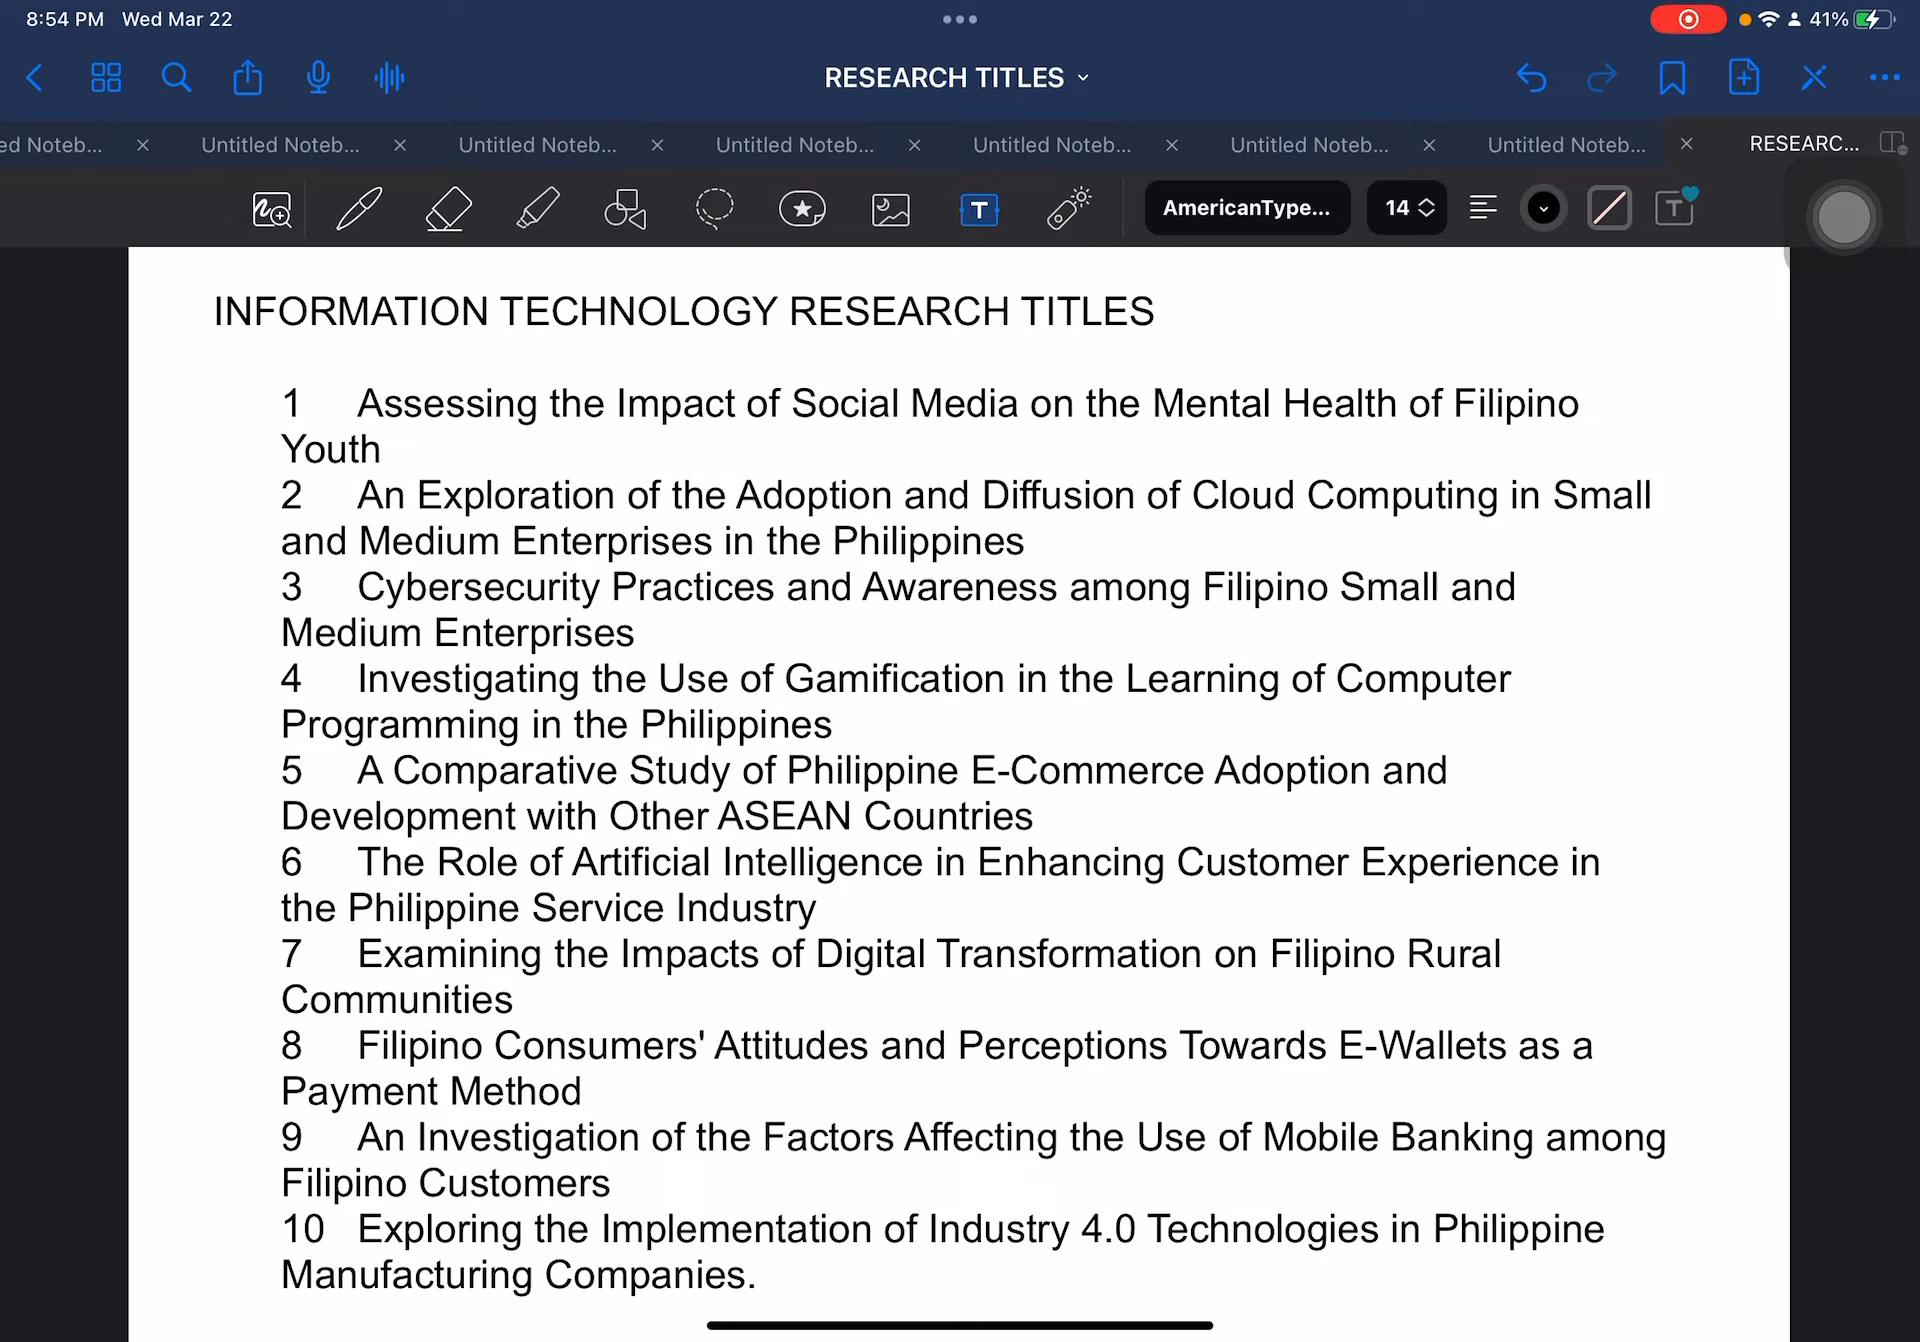 8:54 PM Wed Mar 22
41%
RESEARCH TITLES
ed Noteb...
Untitled Noteb...
Untitled Noteb...
Untitled Noteb...
Untitled Noteb...
Untitled Noteb...
Untitled Noteb...
RESEARC...
T
AmericanType...
14
T
INFORMATION TECHNOLOGY RESEARCH TITLES
1 Assessing the Impact of Social Media on the Mental Health of Filipino
Youth
2 An Exploration of the Adoption and Diffusion of Cloud Computing in Small
and Medium Enterprises in the Philippines
3 Cybersecurity Practices and Awareness among Filipino Small and
Medium Enterprises
4 Investigating the Use of Gamification in the Learning of Computer
Programming in the Philippines
5 A Comparative Study of Philippine E-Commerce Adoption and
Development with Other ASEAN Countries
6 The Role of Artificial Intelligence in Enhancing Customer Experience in
the Philippine Service Industry
7 Examining the Impacts of Digital Transformation on Filipino Rural
Communities
8 Filipino Consumers' Attitudes and Perceptions Towards E-Wallets as a
Payment Method
9 An Investigation of the Factors Affecting the Use of Mobile Banking among
Filipino Customers
10 Exploring the Implementation of Industry 4.0 Technologies in Philippine
Manufacturing Companies.